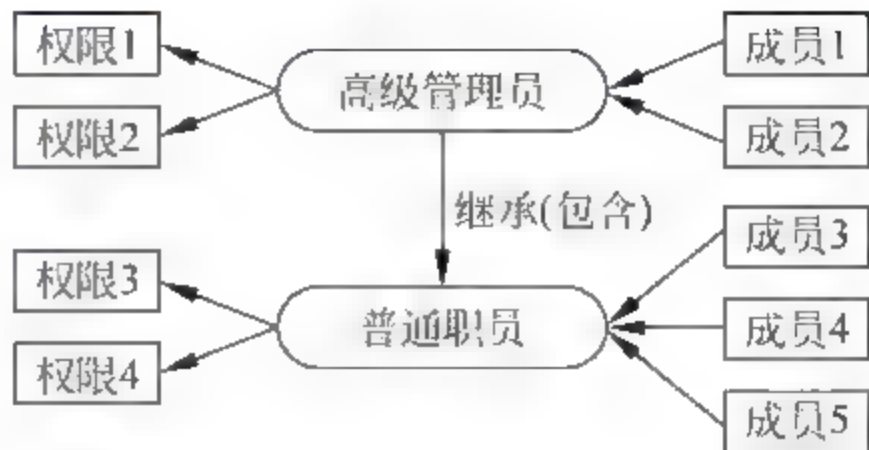 权限1
高级管理员
成员1
权限2
成员2
继承(包含)
成员3
权限3
普通职员
成员4
权限4
成员5